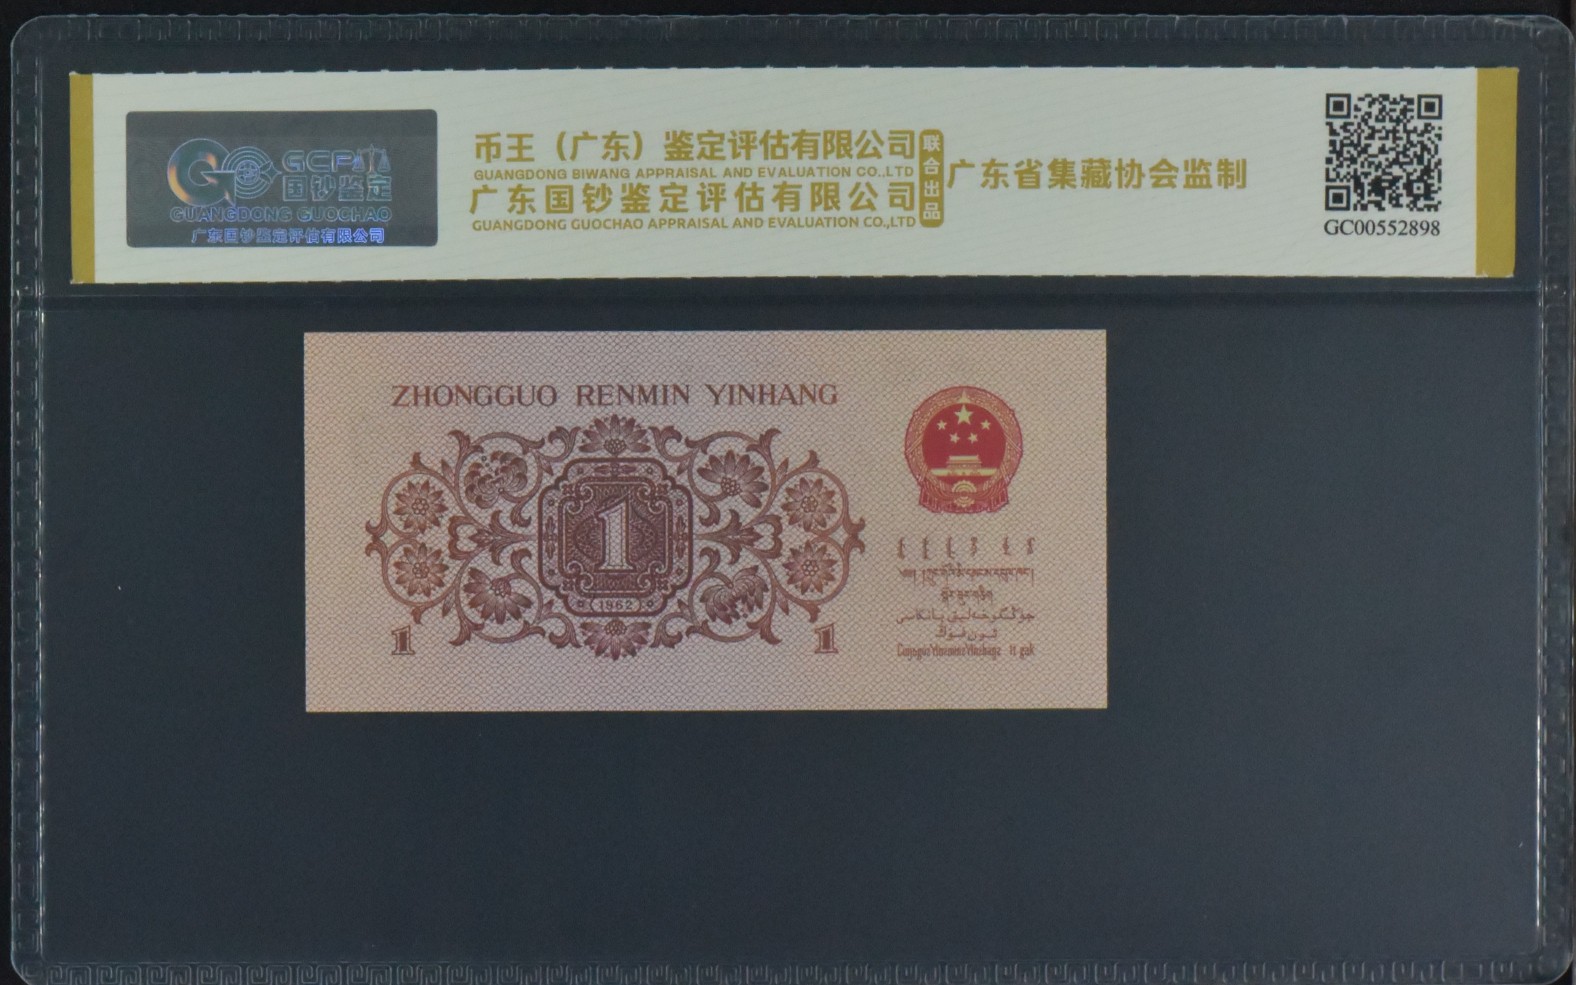 GCPA
国钞鉴定
GUANGDONG GUOCHAO
广东国钞鉴定评估有限公司
币王（广东）鉴定评估有限公司
GUANGDONG BIWANG APPRAISAL AND EVALUATION CO.,LTD
广东国钞鉴定评估有限公司
GUANGDONG GUOCHAO APPRAISAL AND EVALUATION CO.,LTD
联合出品
广东省集藏协会监制
GC00552898
ZHONGGUO RENMIN YINHANG
1
1962
1 1